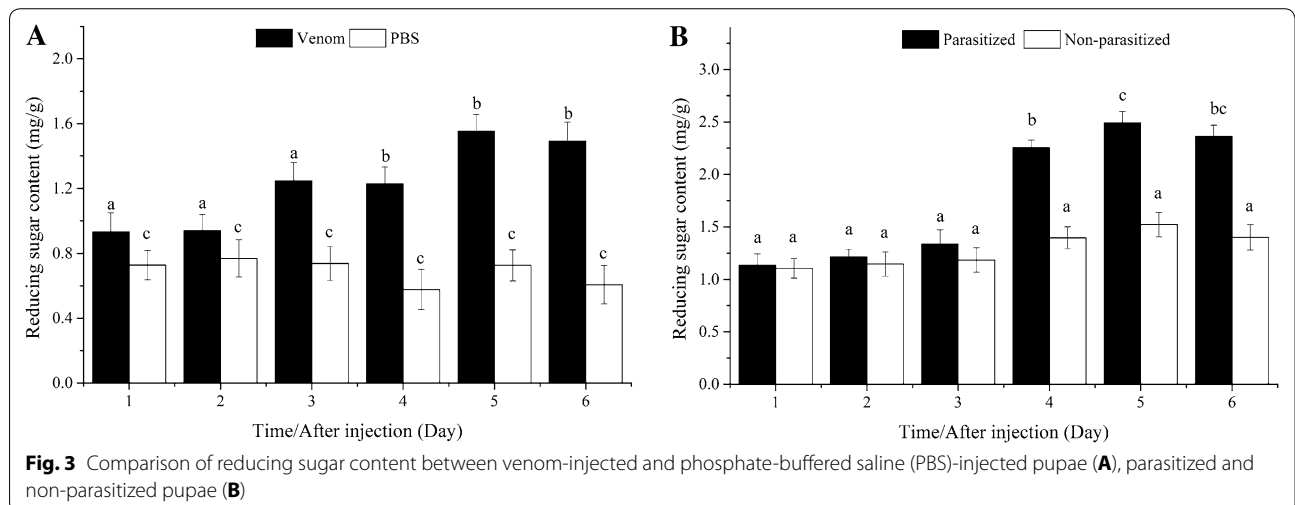 A
Venom PBS
2.0
1.6
1.2
0.8
0.4
0.0
Reducing sugar content (mg/g)
a c a c a c b c b c b c
1 2 3 4 5 6
Time/After injection (Day)
B
Parasitized Non-parasitized
3.0
2.5
2.0
1.5
1.0
0.5
0.0
Reducing sugar content (mg/g)
a a a a a a b a c a bc a
1 2 3 4 5 6
Time/After injection (Day)
Fig. 3 Comparison of reducing sugar content between venom-injected and phosphate-buffered saline (PBS)-injected pupae (A), parasitized and
non-parasitized pupae (B)